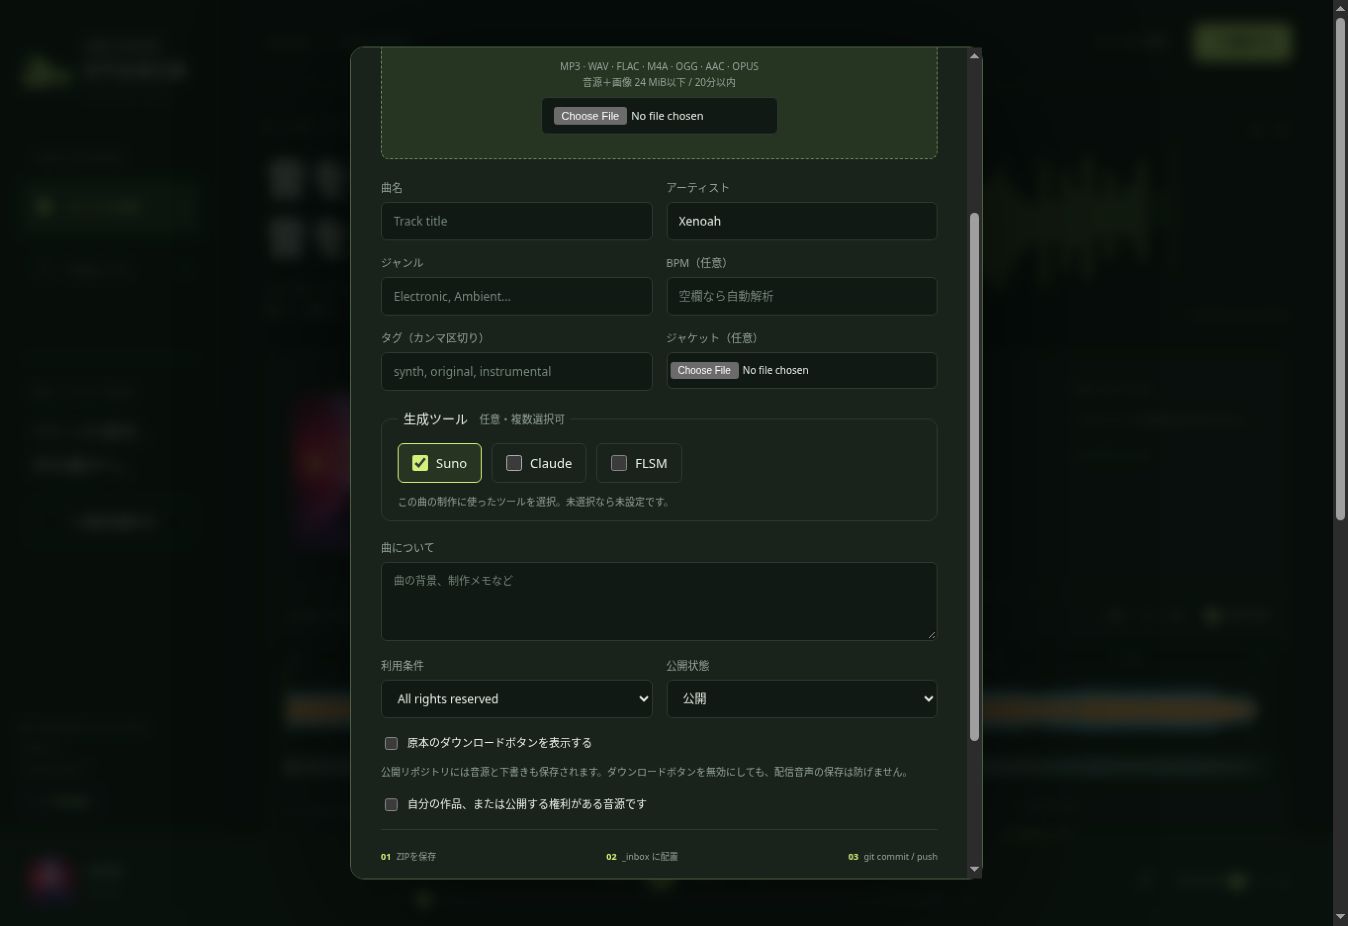 MP3 · WAV · FLAC · M4A · OGG · AAC · OPUS
音源＋画像 24 MiB以下 / 20分以内
Choose File No file chosen
曲名
アーティスト
Track title
Xenoah
ジャンル
BPM（任意）
Electronic, Ambient...
空欄なら自動解析
タグ（カンマ区切り）
ジャケット（任意）
synth, original, instrumental
Choose File No file chosen
生成ツール 任意・複数選択可
Suno
Claude
FLSM
この曲の制作に使ったツールを選択。未選択なら未設定です。
曲について
曲の背景、制作メモなど
利用条件
公開状態
All rights reserved
公開
原本のダウンロードボタンを表示する
公開リポジトリには音源と下書きも保存されます。ダウンロードボタンを無効にしても、配信音声の保存は防げません。
自分の作品、または公開する権利がある音源です
01 ZIPを保存
02 _inbox に配置
03 git commit / push